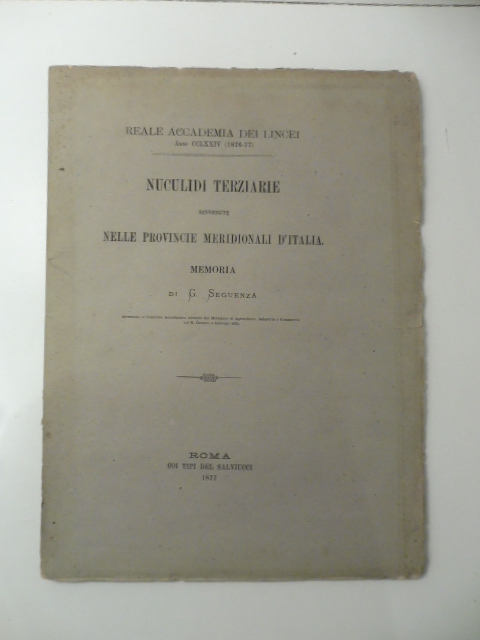 REALE ACCADEMIA DEI LINCEI
Anno CCLXXIV (1876-77)
NUCULIDI TERZIARIE
RINVENUTE
NELLE PROVINCIE MERIDIONALI D'ITALIA.
MEMORIA
DI G. SEGUENZA
ROMA
COI TIPI DEL SALVIUCCI
1877